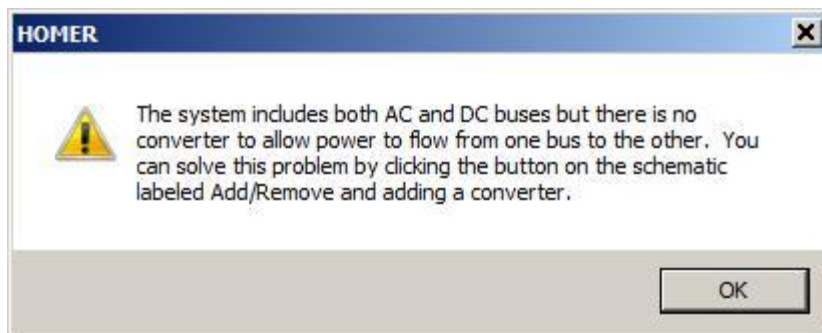 HOMER
The system includes both AC and DC buses but there is no
converter to allow power to flow from one bus to the other. You
can solve this problem by clicking the button on the schematic
labeled Add/Remove and adding a converter.
OK